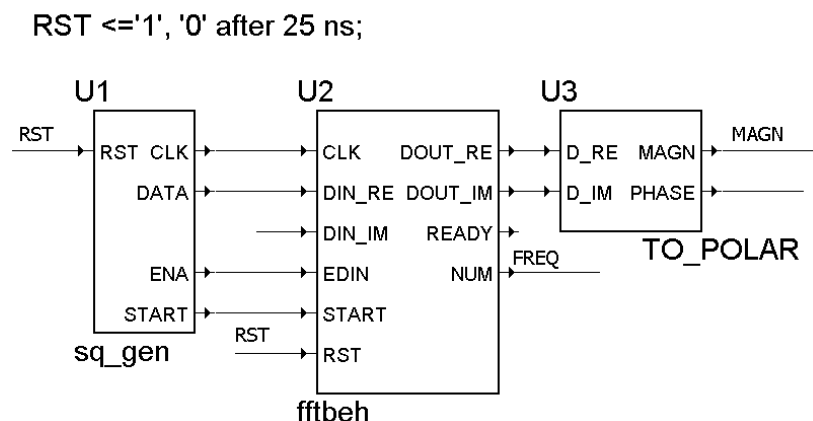 RST <='1', '0' after 25 ns;
U1 U2 U3
RST RST CLK CLK DOUT_RE D_RE MAGN MAGN
DATA DIN_RE DOUT_IM D_IM PHASE
DIN_IM READY TO_POLAR
ENA EDIN NUM FREQ
START START
RST RST
sq_gen
fftbeh